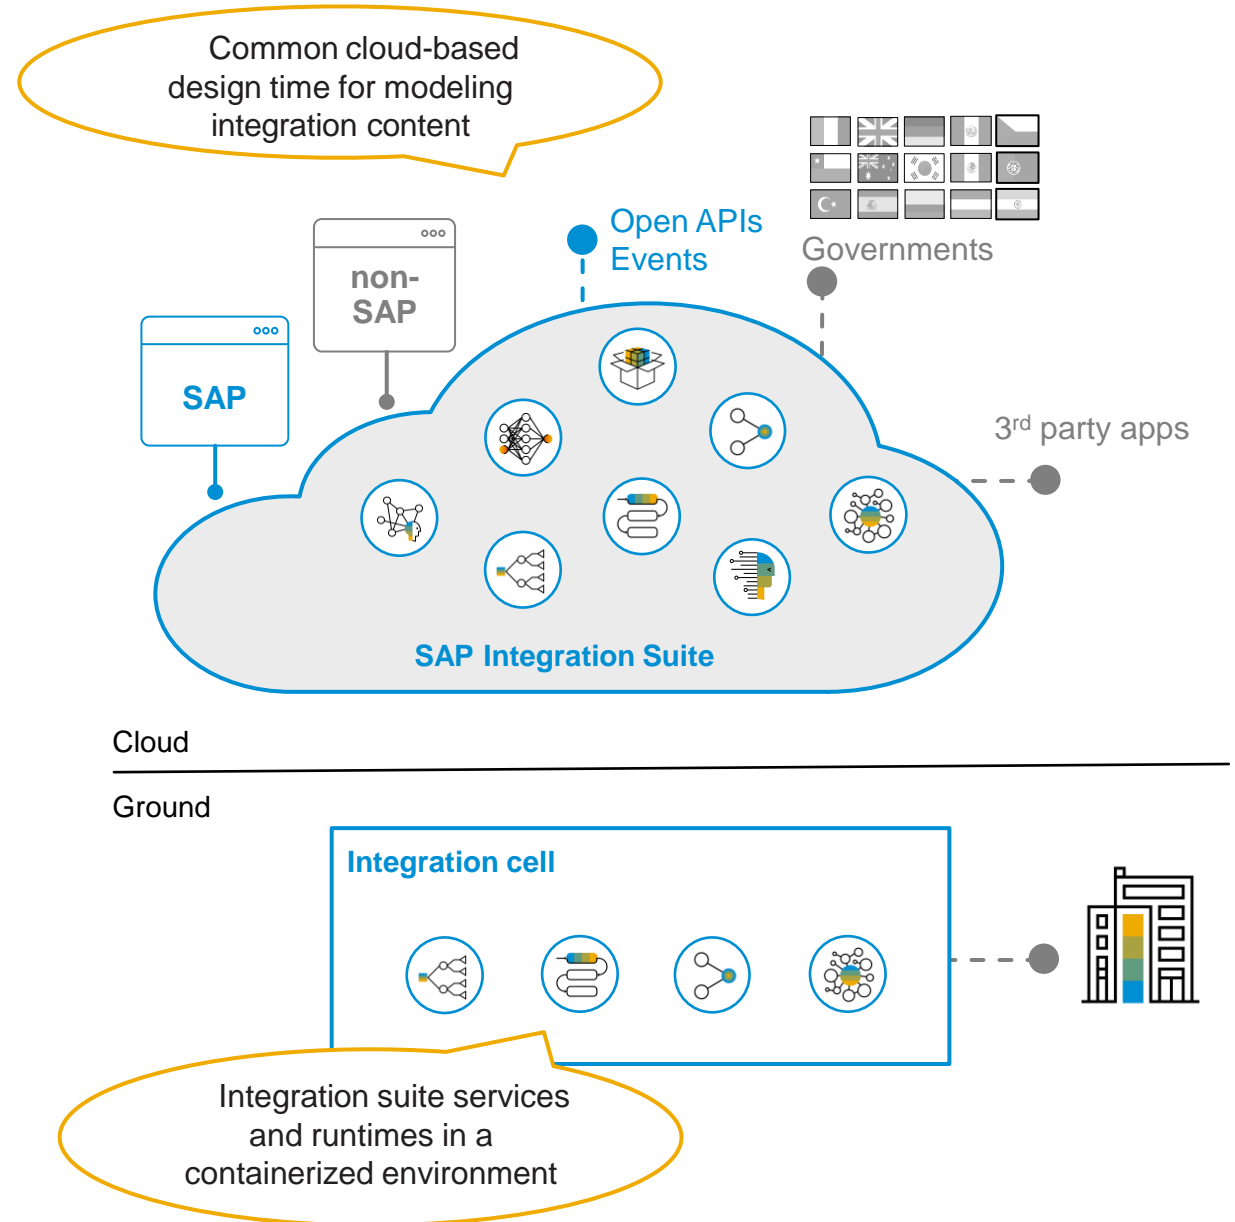 Common cloud-based
design time for modeling
integration content
Open APIs
Events
Governments
non-
SAP
SAP
3rd party apps
SAP Integration Suite
Cloud
Ground
Integration cell
Integration suite services
and runtimes in a
containerized environment